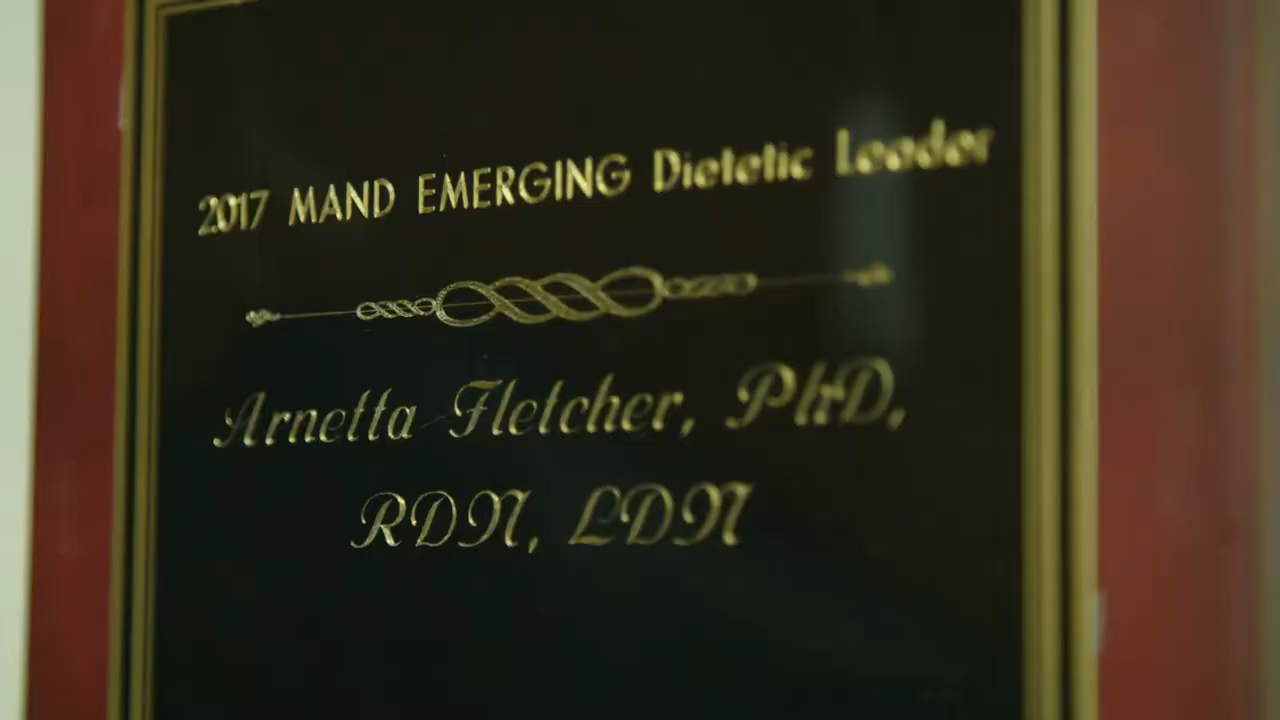 2017 MAND EMERGING Dietetic Leader
Arnetta Fletcher, PhD,
RDN, LDN